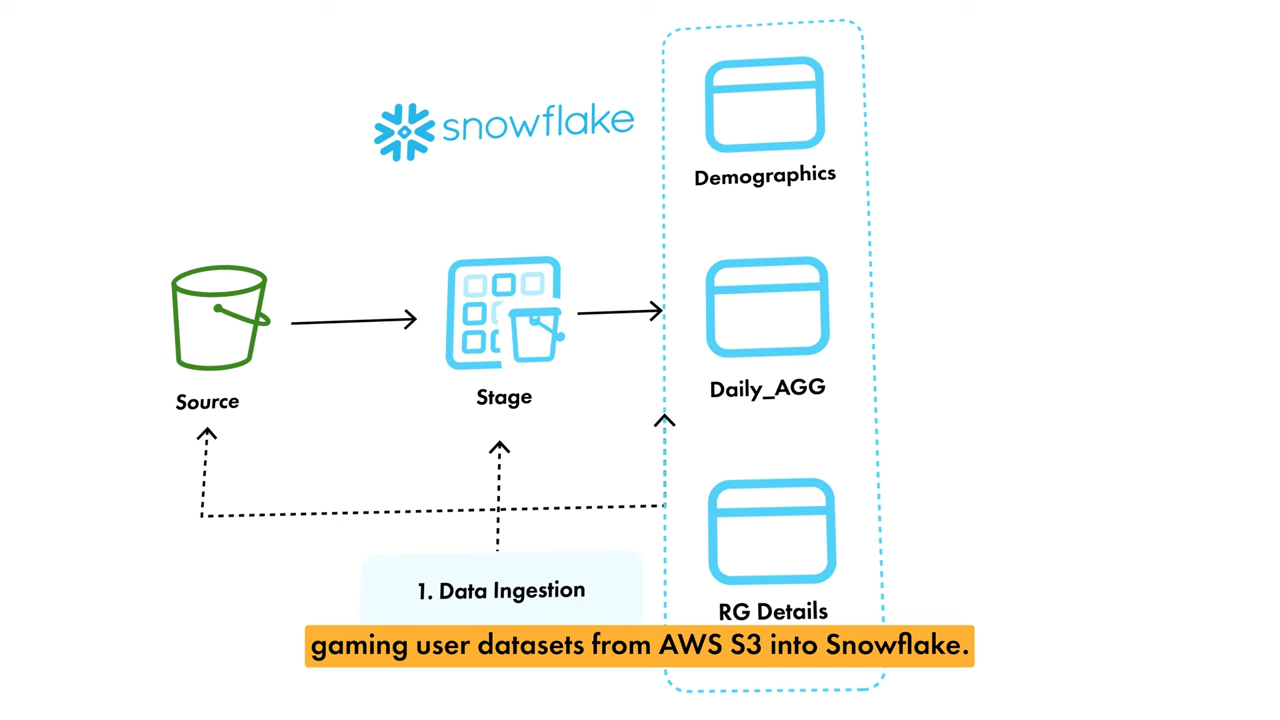 snowflake
Demographics
Source
Stage
Daily_AGG
1. Data Ingestion
RG Details
gaming user datasets from AWS S3 into Snowflake.